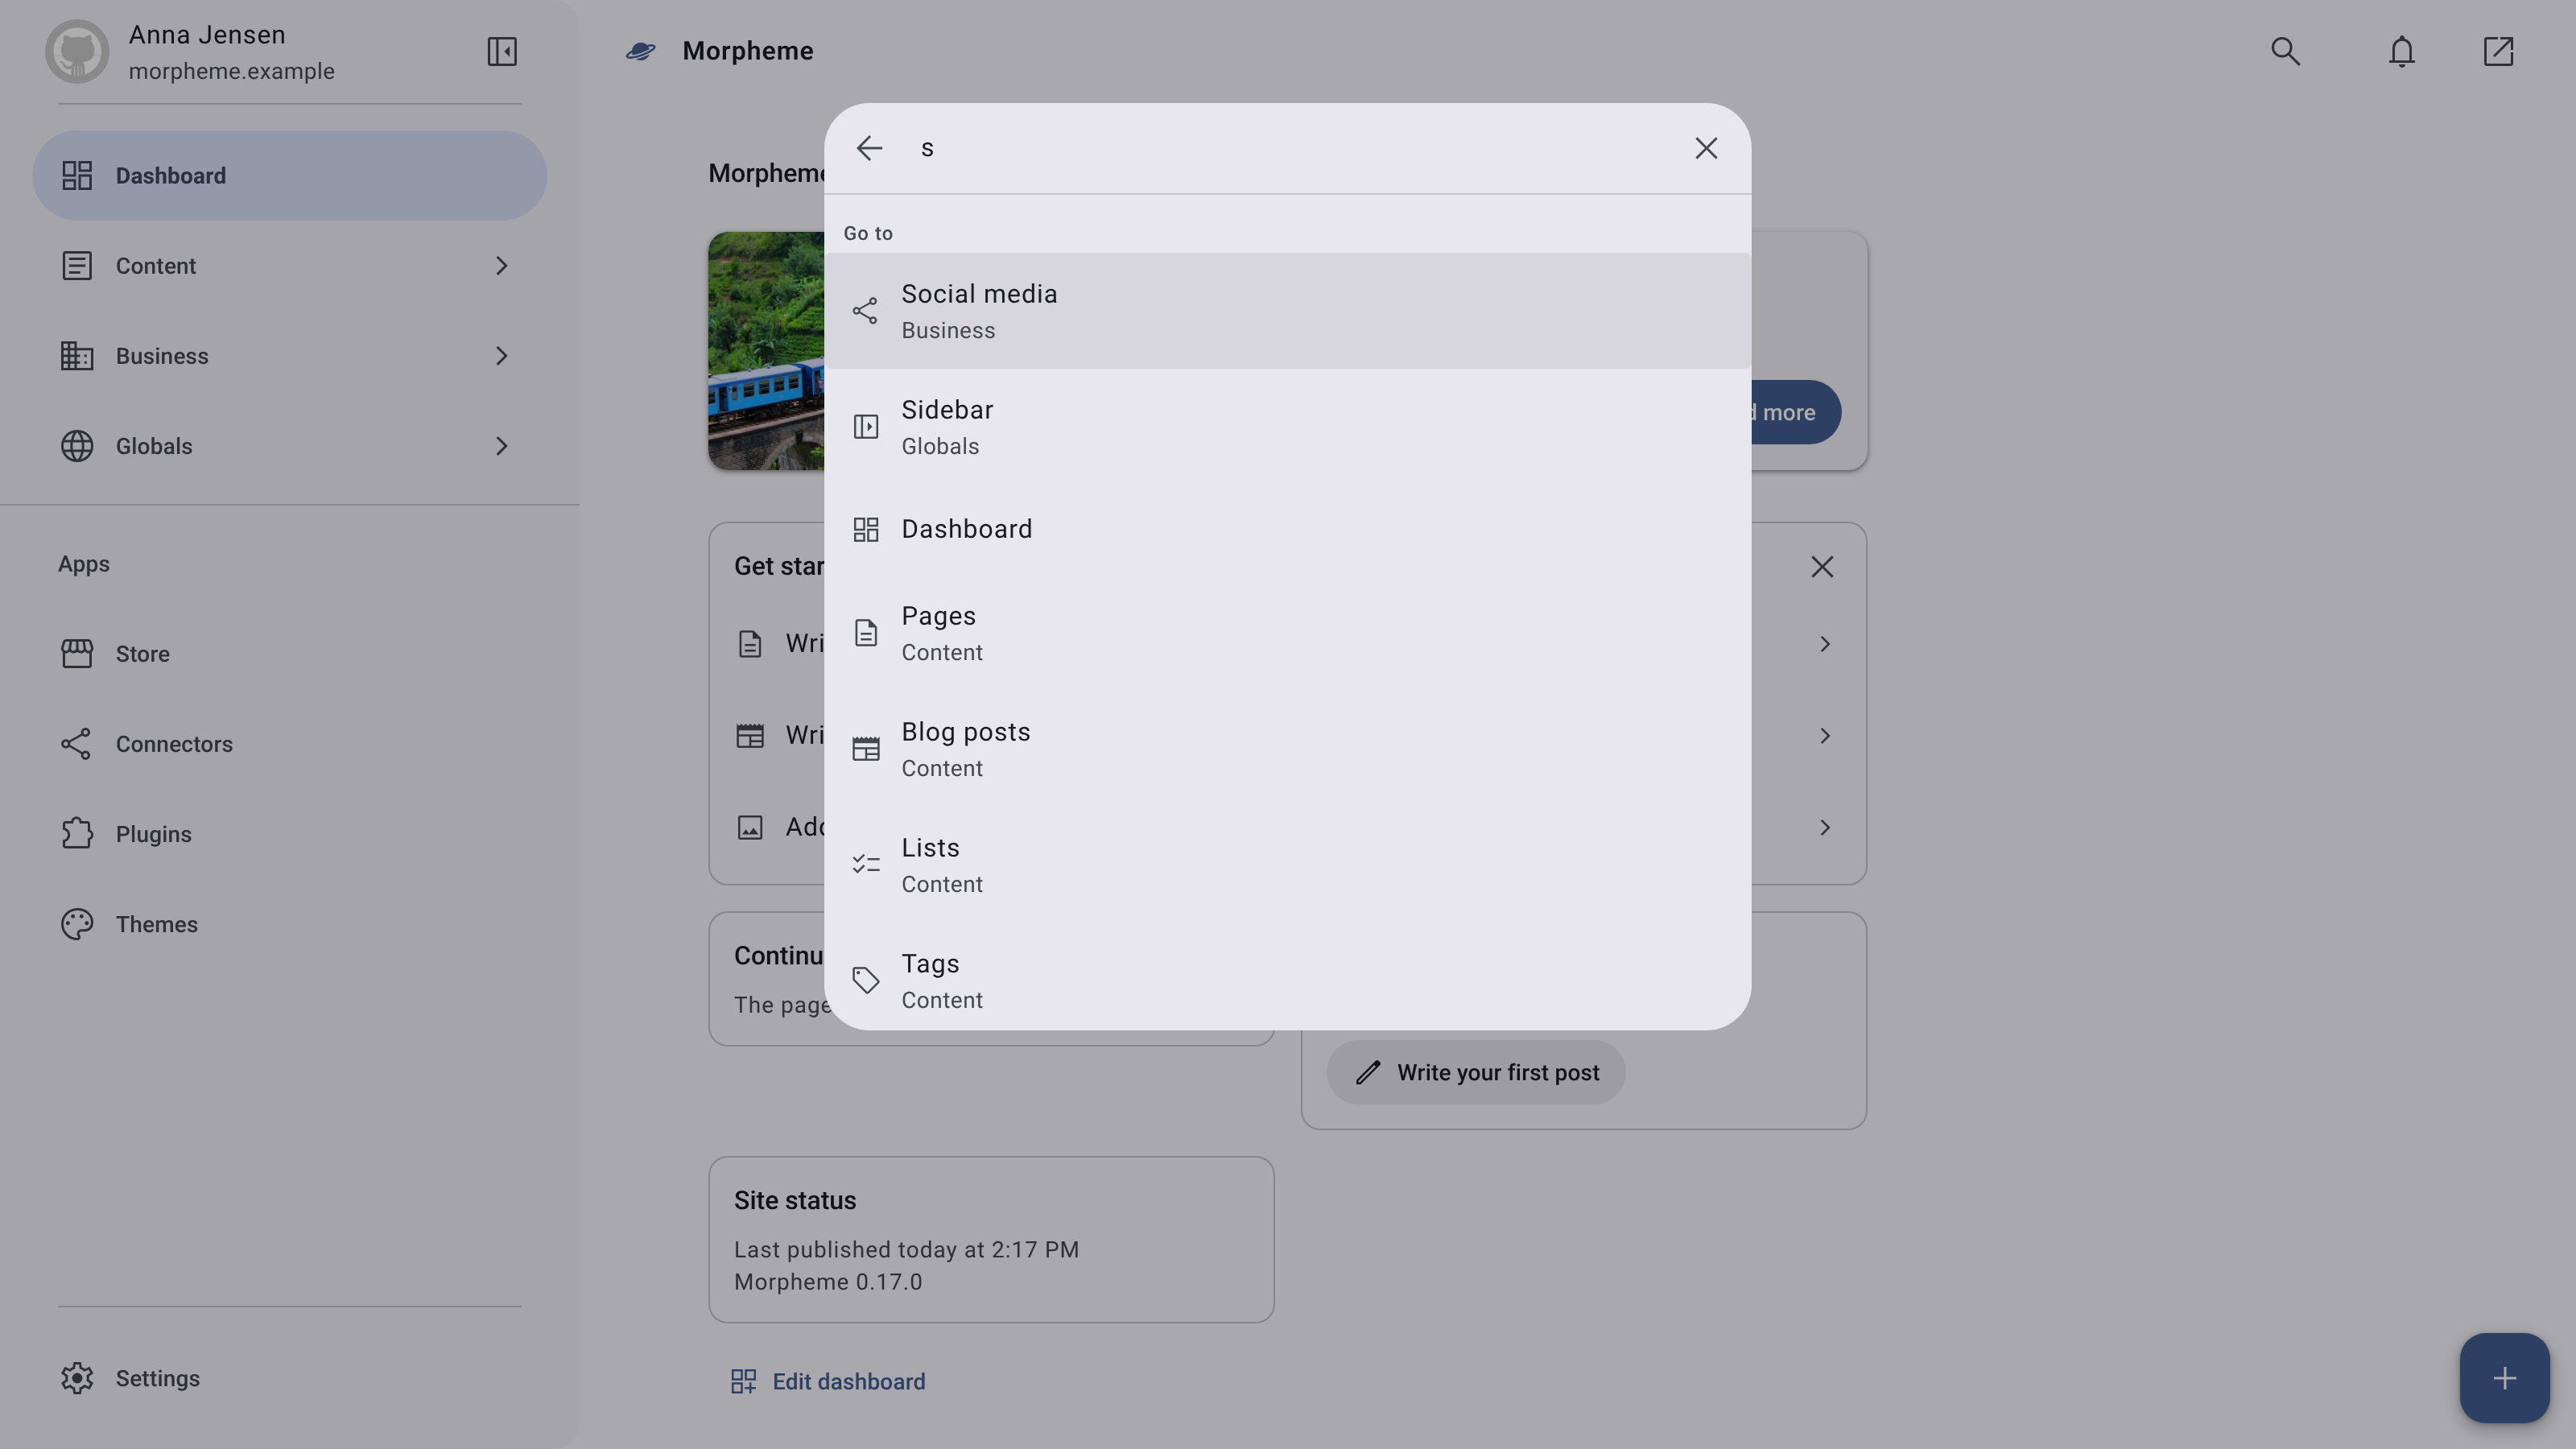 Anna Jensen
morpheme.example
Dashboard
Content
Business
Globals
Apps
Store
Connectors
Plugins
Themes
Settings
Morpheme
Morpheme
s
Go to
Social media
Business
Sidebar
Globals
Dashboard
Pages
Content
Blog posts
Content
Lists
Content
Tags
Content
more
Get star
Wri
Wri
Add
Continu
The page
Write your first post
Site status
Last published today at 2:17 PM
Morpheme 0.17.0
Edit dashboard